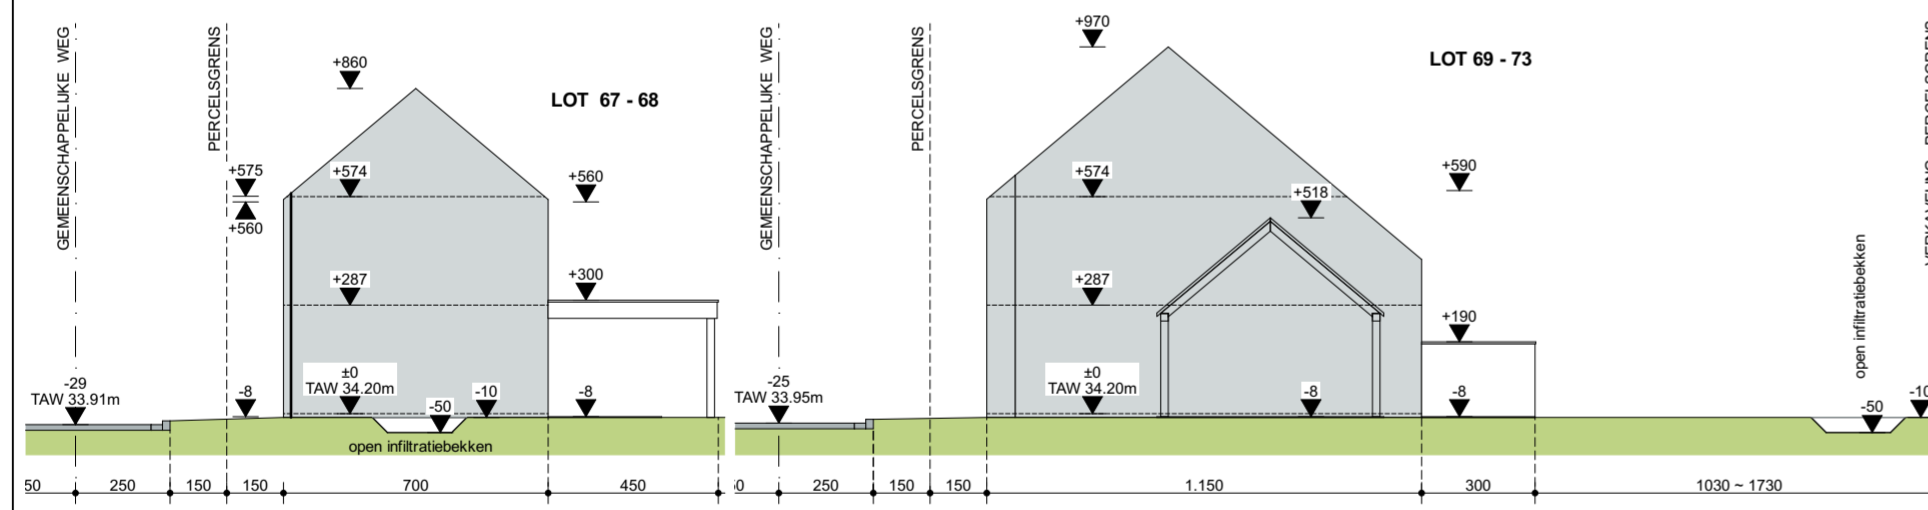 GEMEENSCHAPPELIJKE WEG
PERCELSGRENS
+860
LOT 67 - 68
+575
+560
+574
+560
+287
+300
±0
TAW 34.20m
-29
TAW 33.91m
-8
-50
-10
-8
open infiltratiebekken
50
250
150
150
700
450
GEMEENSCHAPPELIJKE WEG
PERCELSGRENS
+970
LOT 69 - 73
+574
+518
+590
+287
+190
±0
TAW 34.20m
-25
TAW 33.95m
-8
-8
open infiltratiebekken
-50
-10
250
150
150
1.150
300
1030 ~ 1730